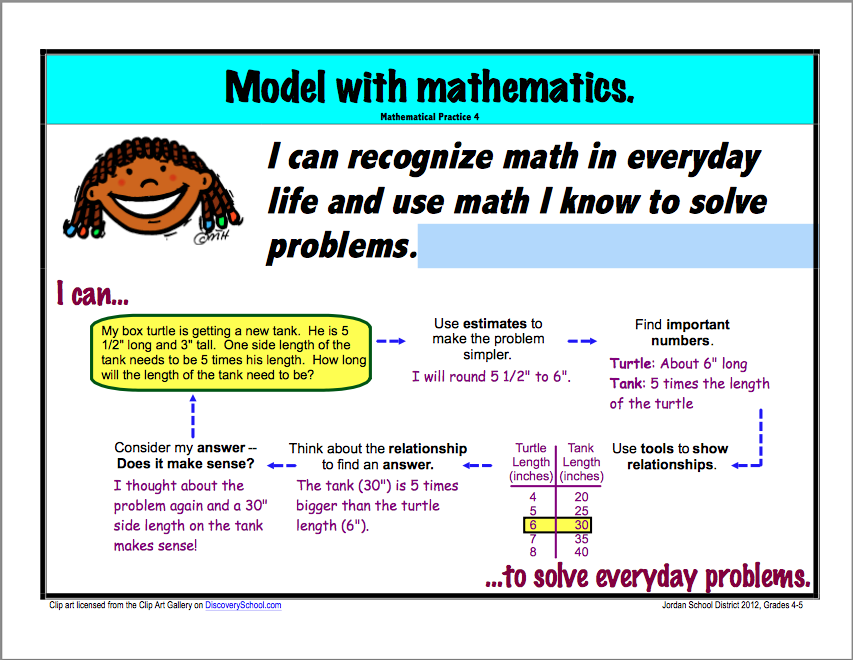 Model with mathematics.
Mathematical Practice 4
I can recognize math in everyday
life and use math I know to solve
problems.
©MH
I can...
My box turtle is getting a new tank. He is 5
1/2" long and 3" tall. One side length of the
tank needs to be 5 times his length. How long
will the length of the tank need to be?
Use estimates to
make the problem
simpler.
I will round 5 1/2" to 6".
Find important
numbers.
Turtle: About 6" long
Tank: 5 times the length
of the turtle
Use tools to show
relationships.
Turtle Tank
Length Length
(inches) (inches)
4 20
5 25
6 30
7 35
8 40
Think about the relationship
to find an answer.
The tank (30") is 5 times
bigger than the turtle
length (6").
Consider my answer --
Does it make sense?
I thought about the
problem again and a 30"
side length on the tank
makes sense!
...to solve everyday problems.
Clip art licensed from the Clip Art Gallery on DiscoverySchool.com
Jordan School District 2012, Grades 4-5